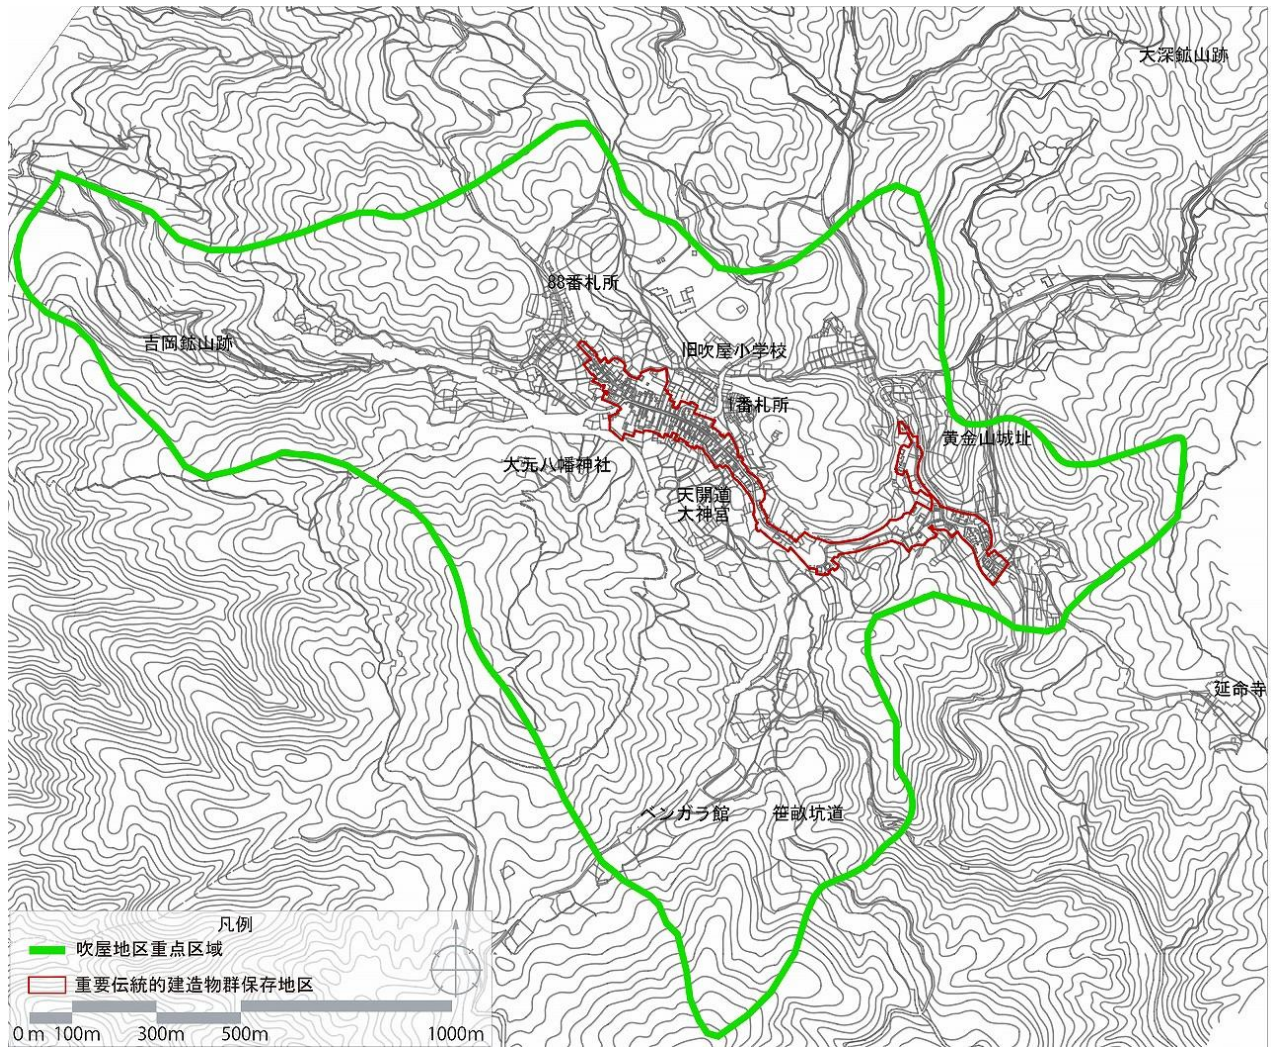 大深鉱山跡
88番札所
吉岡鉱山跡
旧吹屋小学校
1番札所
黄金山城址
大元八幡神社
天開道
大神宮
延命寺
ベンガラ館
笹畝坑道
凡例
吹屋地区重点区域
重要伝統的建造物群保存地区
0 m 100m 300m 500m 1000m